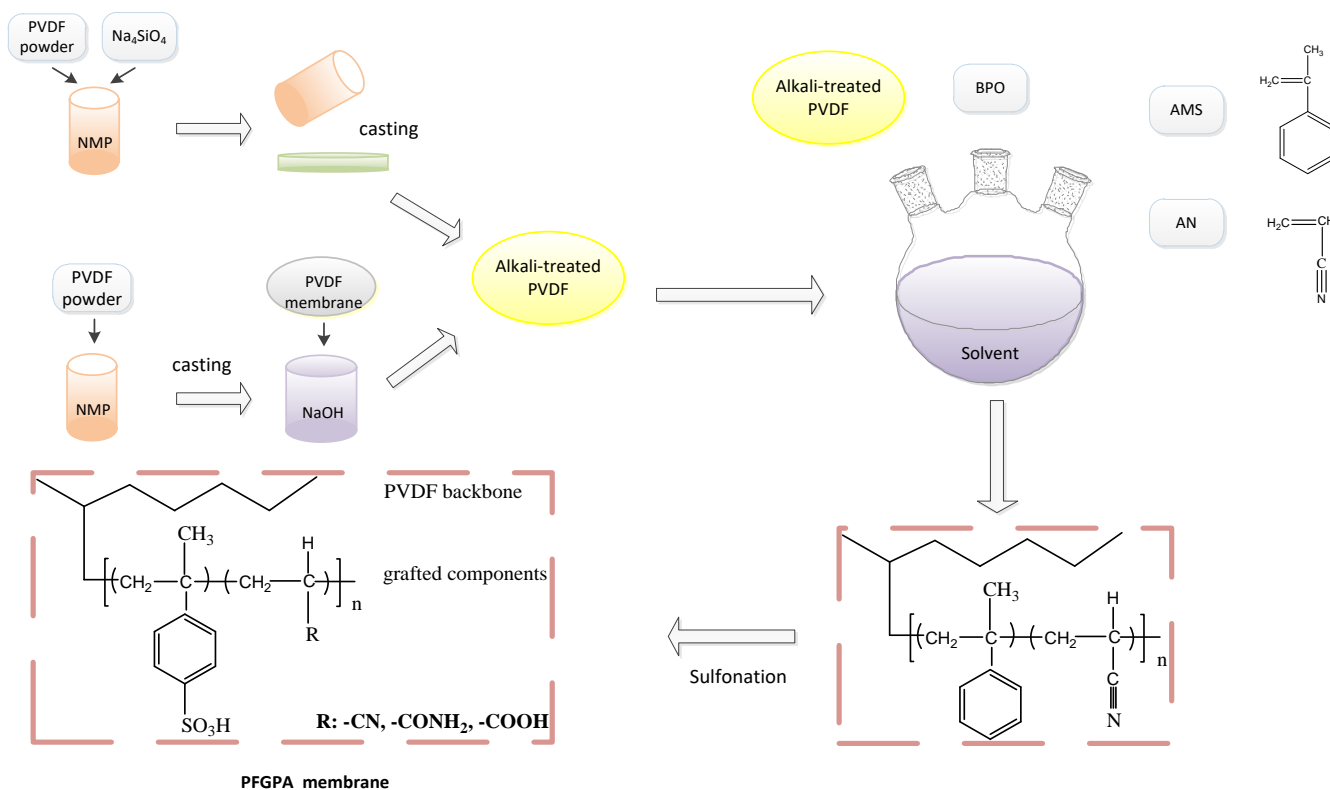 PVDF
powder
Na₄SiO₄
NMP
casting
Alkali-treated
PVDF
BPO
AMS
CH₃
H₂C
C
AN
H₂C
CH
C
N
Solvent
PVDF
powder
NMP
casting
PVDF
membrane
NaOH
Alkali-treated
PVDF
PVDF backbone
grafted components
CH₃
H
CH₂
C
CH₂
C
n
R
SO₃H
R: -CN, -CONH₂, -COOH
PFGPA membrane
Sulfonation
CH₃
H
CH₂
C
CH₂
C
n
C
N